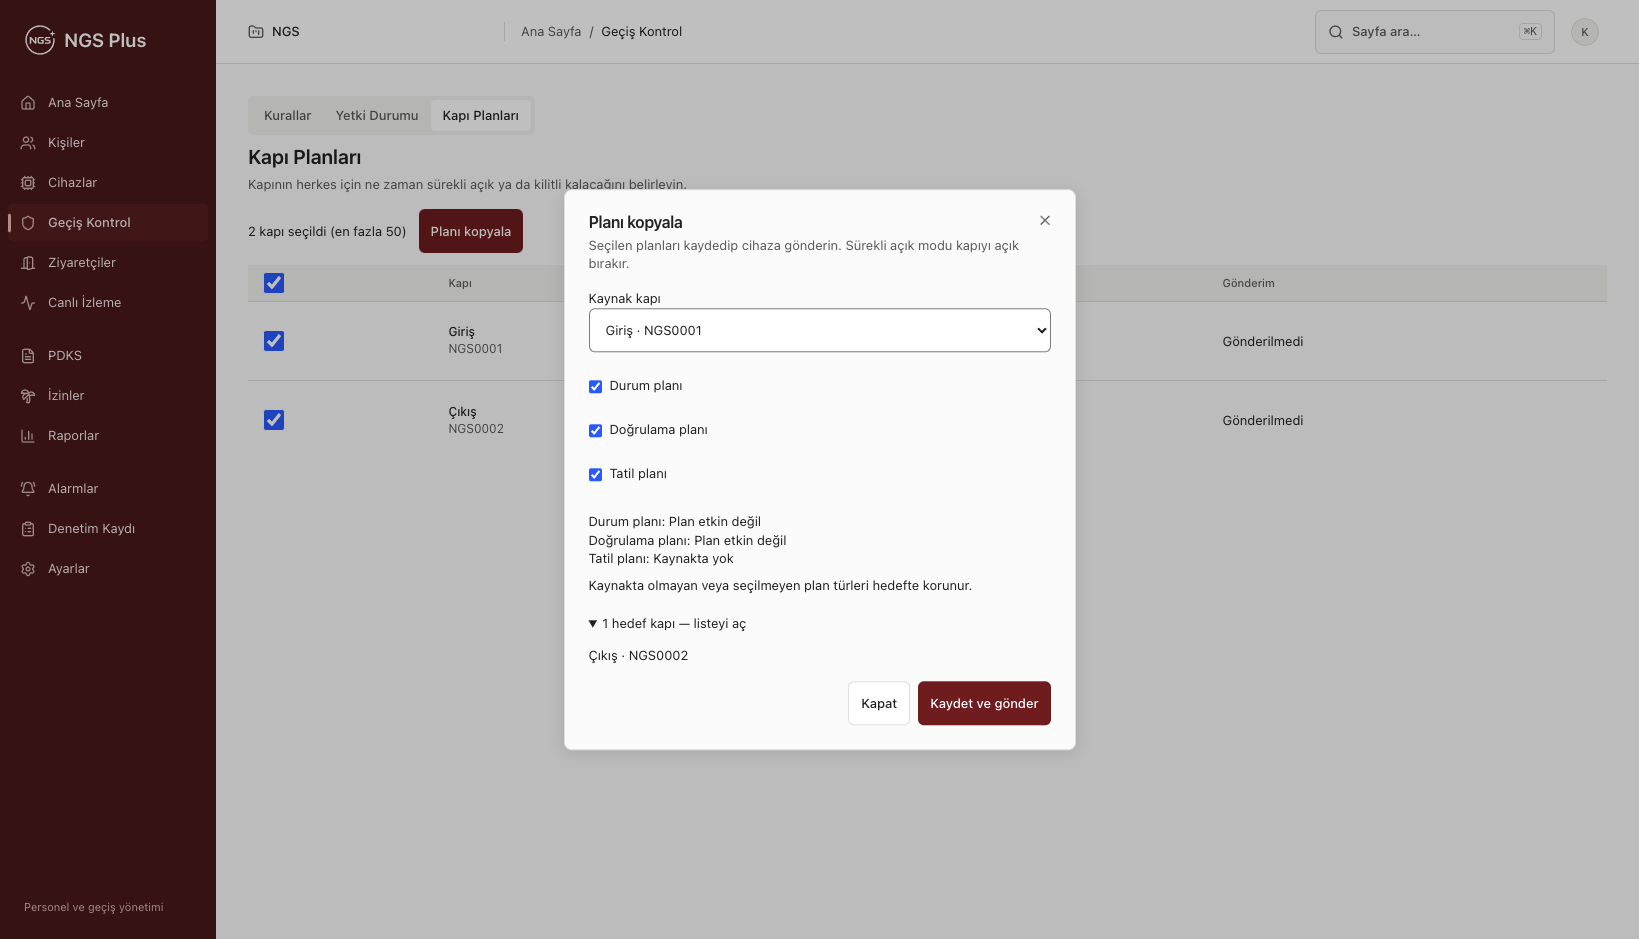 NGS
NGS Plus
Ana Sayfa
Kişiler
Cihazlar
Geçiş Kontrol
Ziyaretçiler
Canlı İzleme
PDKS
İzinler
Raporlar
Alarmlar
Denetim Kaydı
Ayarlar
Personel ve geçiş yönetimi
NGS
Ana Sayfa / Geçiş Kontrol
Sayfa ara...
⌘K
K
Kurallar Yetki Durumu Kapı Planları
Kapı Planları
Kapının herkes için ne zaman sürekli açık ya da kilitli kalacağını belirleyin.
2 kapı seçildi (en fazla 50) Planı kopyala
Kapı Gönderim
Giriş
NGS0001
Gönderilmedi
Çıkış
NGS0002
Gönderilmedi
Planı kopyala
Seçilen planları kaydedip cihaza gönderin. Sürekli açık modu kapıyı açık
bırakır.
Kaynak kapı
Giriş · NGS0001
Durum planı
Doğrulama planı
Tatil planı
Durum planı: Plan etkin değil
Doğrulama planı: Plan etkin değil
Tatil planı: Kaynakta yok
Kaynakta olmayan veya seçilmeyen plan türleri hedefte korunur.
▼ 1 hedef kapı — listeyi aç
Çıkış · NGS0002
Kapat Kaydet ve gönder